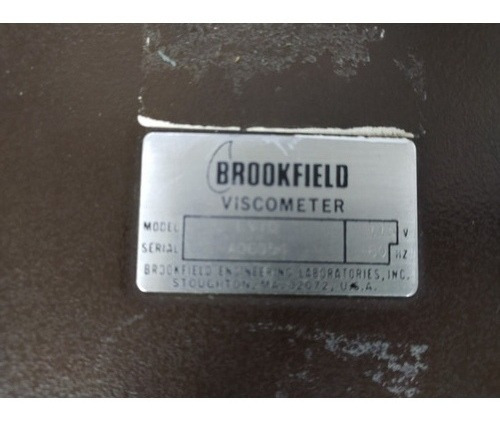 BROOKFIELD
VISCOMETER
MODEL V
SERIAL HZ
BROOKFIELD ENGINEERING LABORATORIES, INC.
STOUGHTON, MA. 02072, U.S.A.